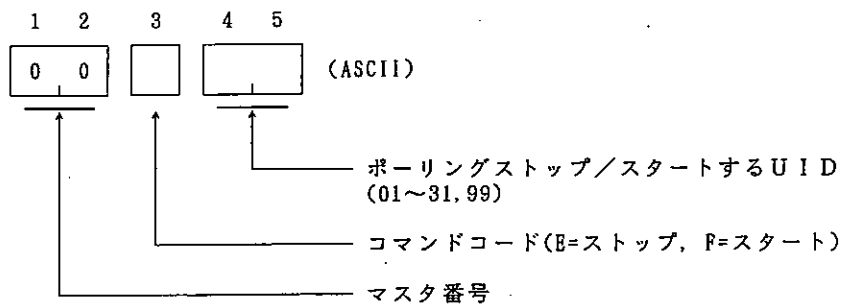 1 2 3 4 5
0 0 (ASCII)
ポーリングストップ/スタートするUID
(01~31,99)
コマンドコード(E=ストップ, F=スタート)
マスタ番号